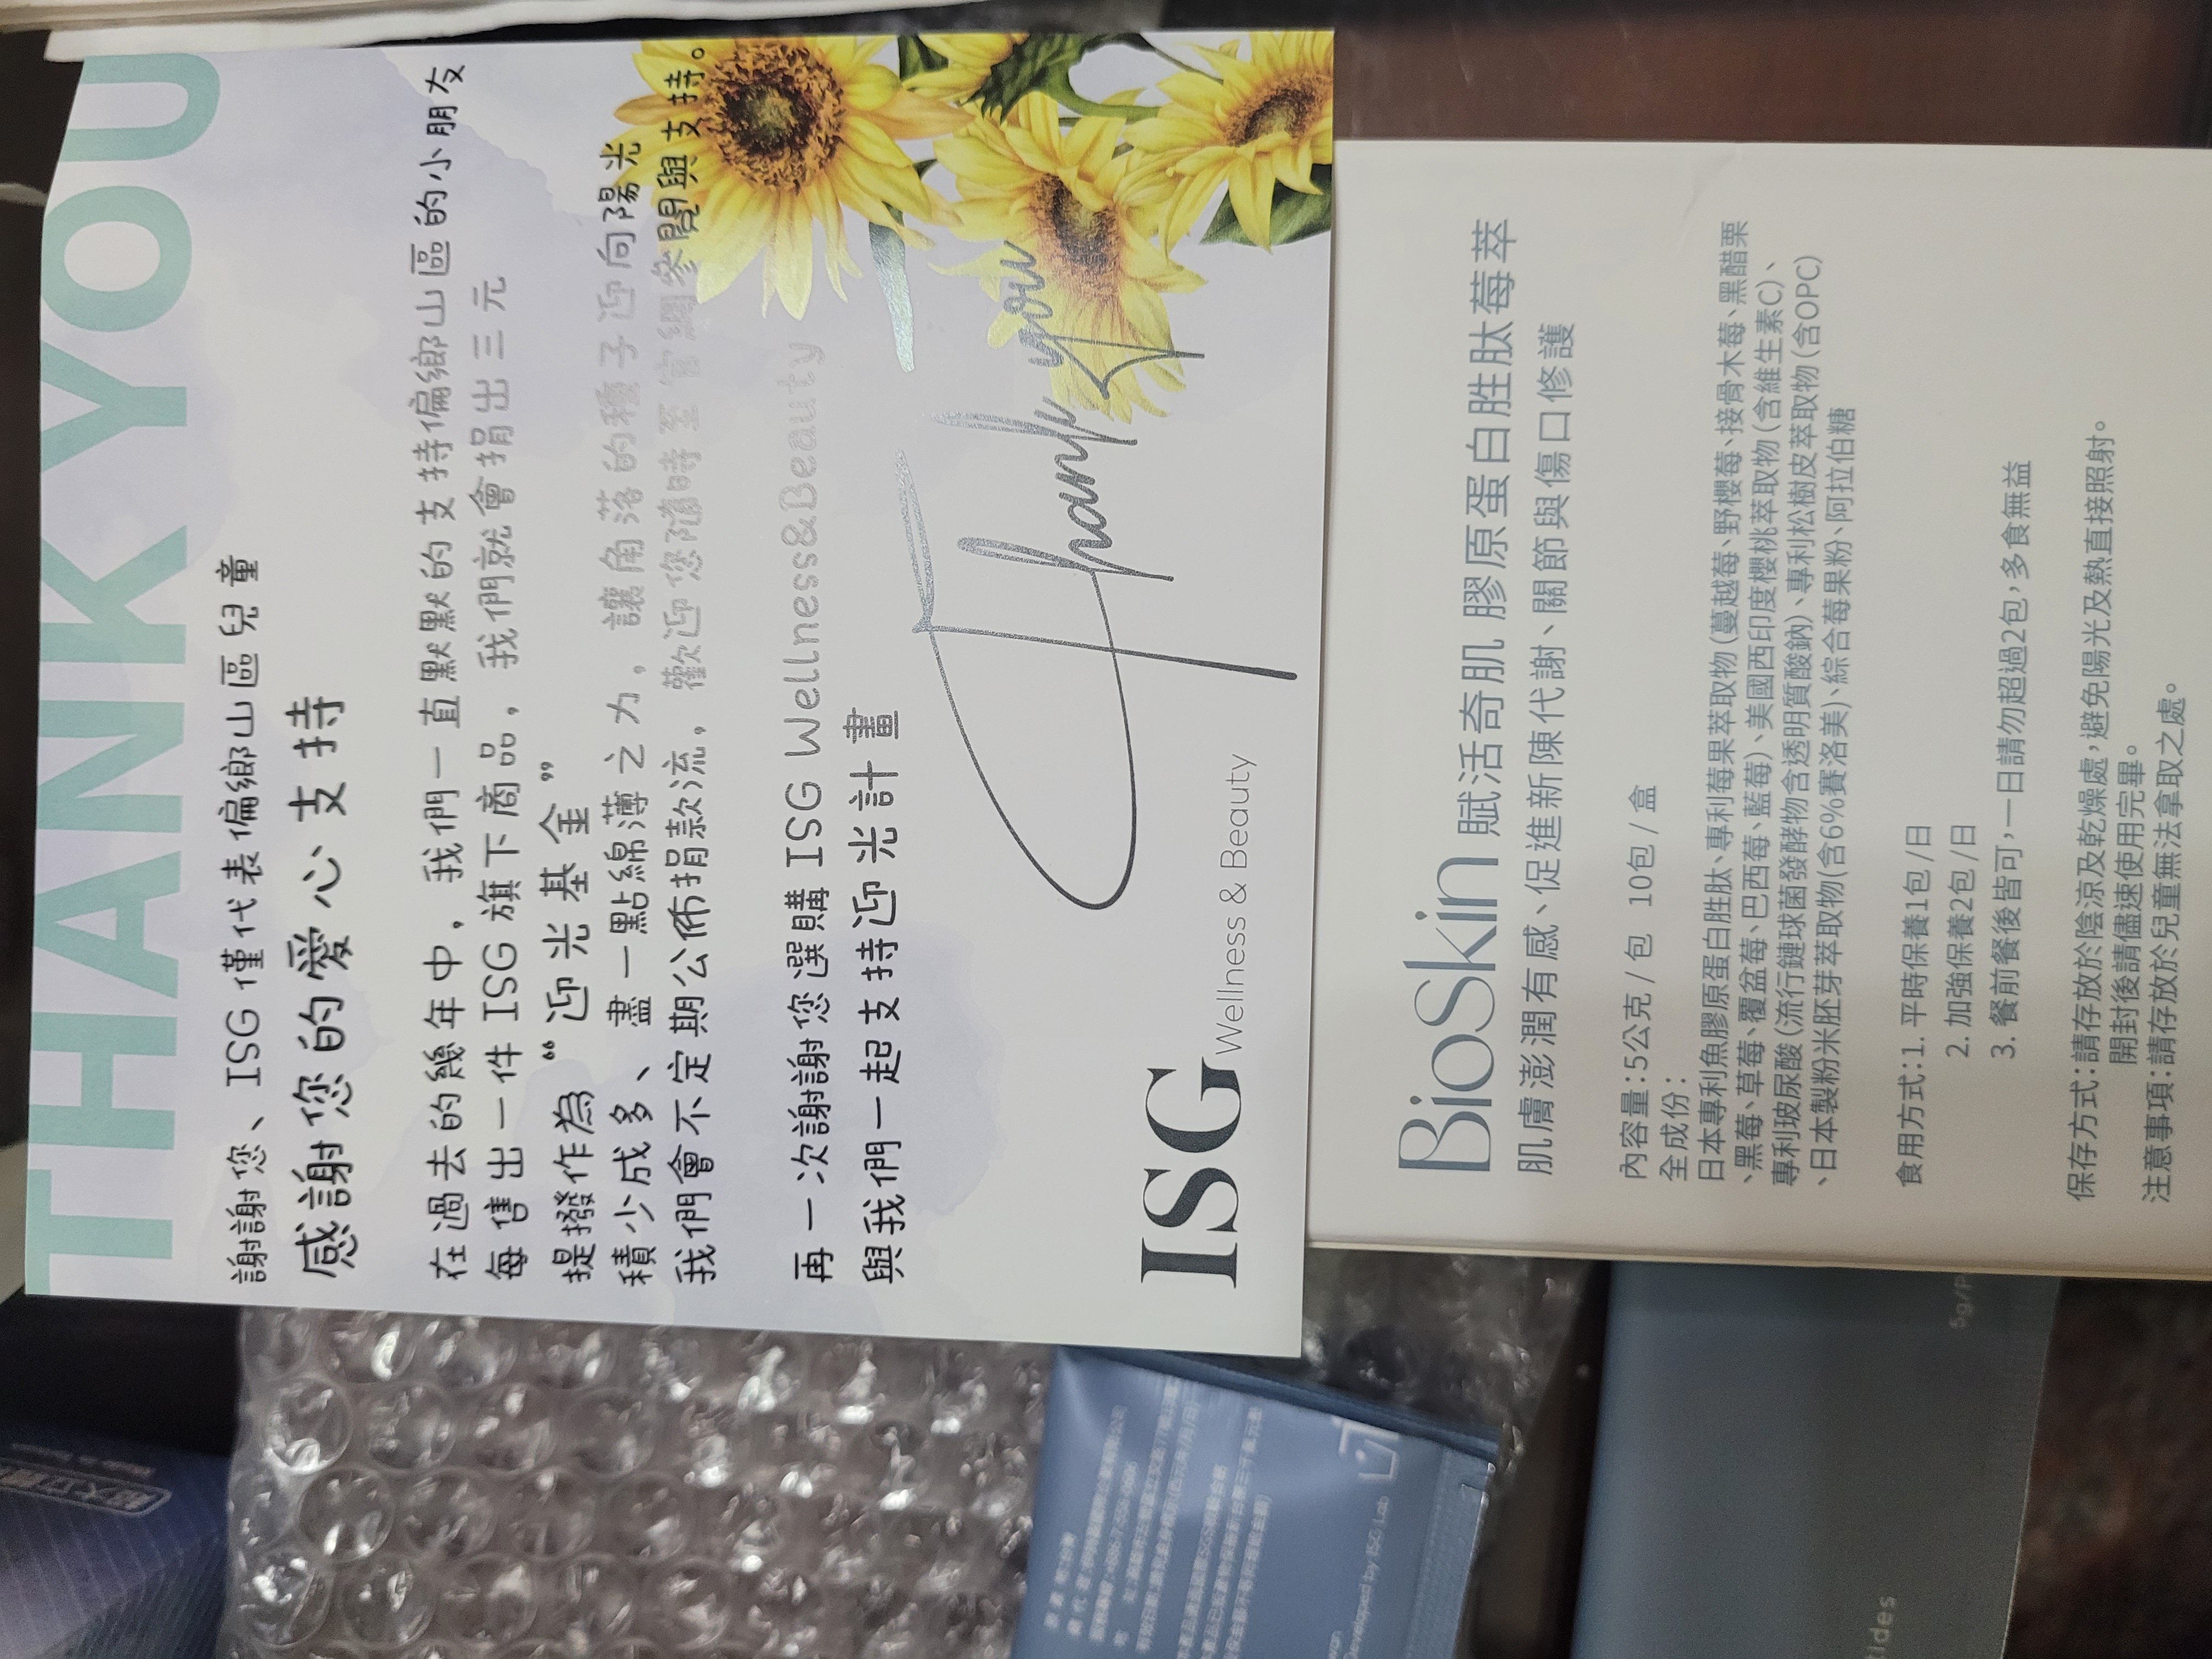 THANK YOU
謝謝您、ISG 僅代表偏鄉山區兒童
感謝您的愛心支持
在過去的幾年中，我們一直默默的支持偏鄉山區的小朋友
每售出一件 ISG 旗下商品，我們就會捐出三元
提撥作為 “迎光基金”
積少成多、盡一點綿薄之力，讓角落的種子迎向陽光
我們會不定期公佈捐款流，歡迎您隨時至官網參閱與支持。
再一次謝謝您選購 ISG Wellness&Beauty
與我們一起支持迎光計畫
Thank you
ISG Wellness & Beauty
BioSkin 賦活奇肌 膠原蛋白胜肽莓萃
肌膚澎潤有感、促進新陳代謝、關節與傷口修護
內容量：5公克 / 包 10包 / 盒
全成份：
日本專利魚膠原蛋白胜肽、專利莓果萃取物 (蔓越莓、野櫻莓、接骨木莓、黑醋栗
、黑莓、草莓、覆盆莓、巴西莓、藍莓)、美國西印度櫻桃萃取物 (含維生素C)、
專利玻尿酸 (流行鏈球菌發酵物含透明質酸鈉)、專利松樹皮萃取物 (含OPC)
、日本製粉米胚芽萃取物(含6%賽洛美)、綜合莓果粉、阿拉伯糖
食用方式：1. 平時保養1包 /日
2. 加強保養2包 /日
3. 餐前餐後皆可，一日請勿超過2包，多食無益
保存方式：請存放於陰涼及乾燥處，避免陽光及熱直接照射。
開封後請儘速使用完畢。
注意事項：請存放於兒童無法拿取之處。
Developed by ISG Lab
5g/P
tides